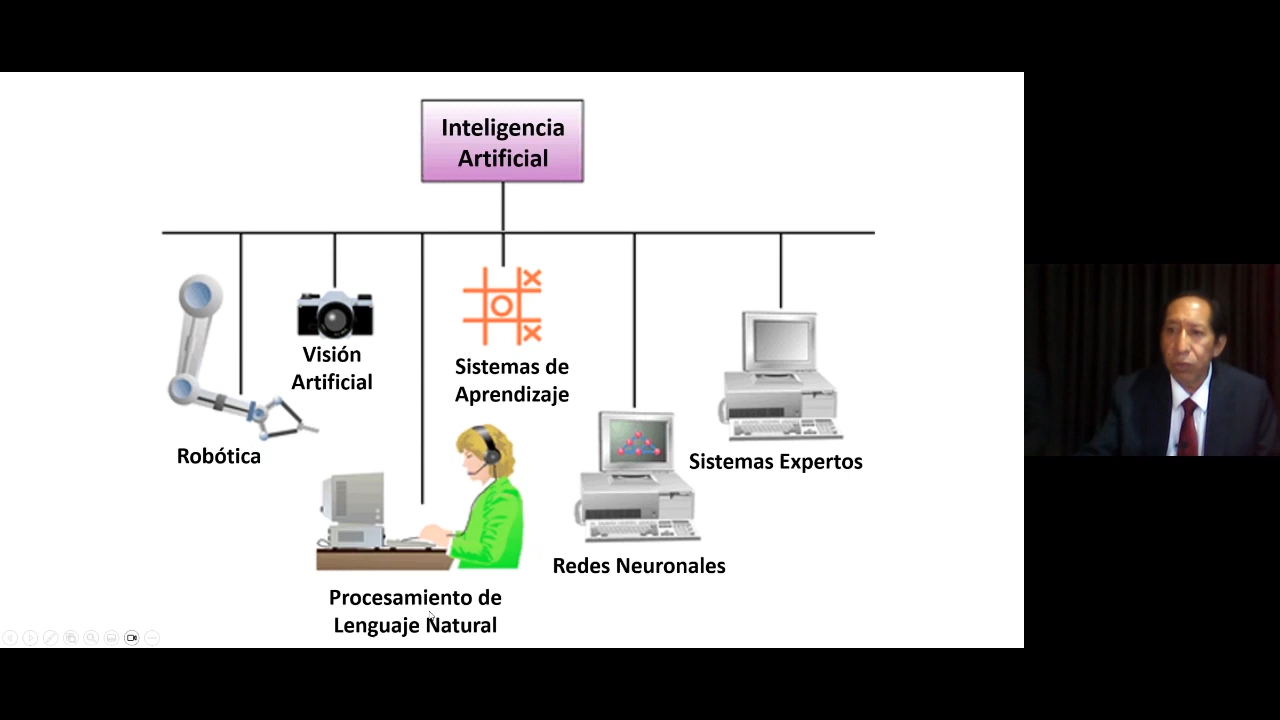 Inteligencia
Artificial
Visión
Artificial
Sistemas de
Aprendizaje
Robótica
Sistemas Expertos
Redes Neuronales
Procesamiento de
Lenguaje Natural